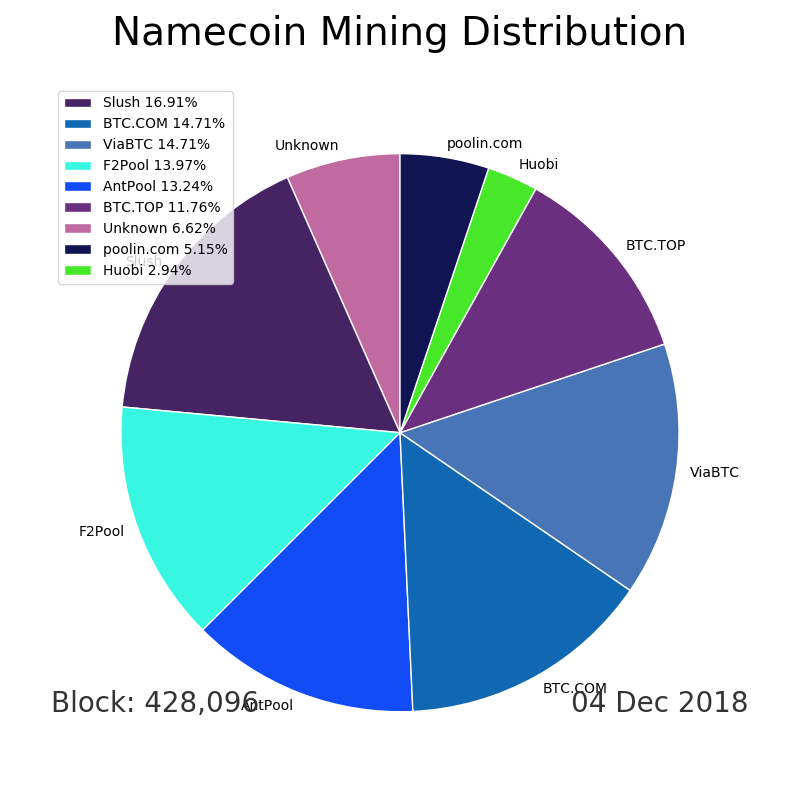 Namecoin Mining Distribution
Slush 16.91%
BTC.COM 14.71%
ViaBTC 14.71%
F2Pool 13.97%
AntPool 13.24%
BTC.TOP 11.76%
Unknown 6.62%
poolin.com 5.15%
Huobi 2.94%
Unknown
poolin.com
Huobi
BTC.TOP
Slush
ViaBTC
F2Pool
BTC.COM
AntPool
Block: 428,096
04 Dec 2018